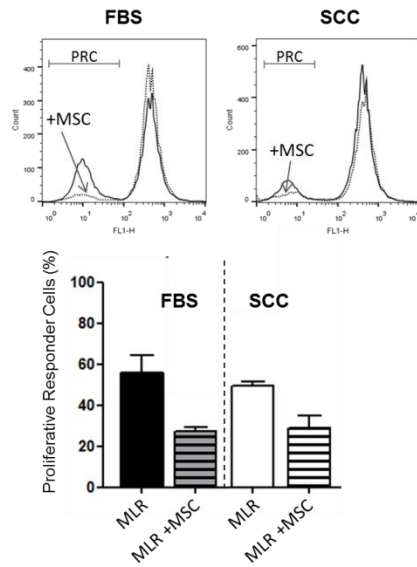 FBS
SCC
PRC
+MSC
Count
400
300
200
100
0
10⁰ 10¹ 10² 10³ 10⁴
FL1-H
PRC
+MSC
Count
600
400
200
0
10⁰ 10¹ 10² 10³ 10⁴
FL1-H
Proliferative Responder Cells (%)
FBS
SCC
100
80
60
40
20
0
MLR
MLR +MSC
MLR
MLR +MSC